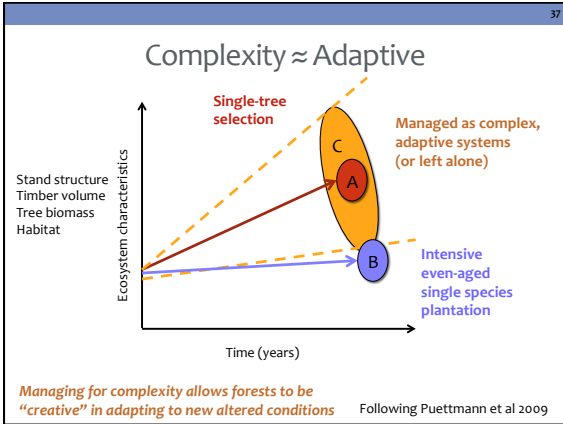 37
Complexity ≈ Adaptive
Single-tree
selection
Managed as complex,
adaptive systems
(or left alone)
C
A
B
Stand structure
Timber volume
Tree biomass
Habitat
Ecosystem characteristics
Intensive
even-aged
single species
plantation
Time (years)
Managing for complexity allows forests to be
“creative” in adapting to new altered conditions
Following Puettmann et al 2009